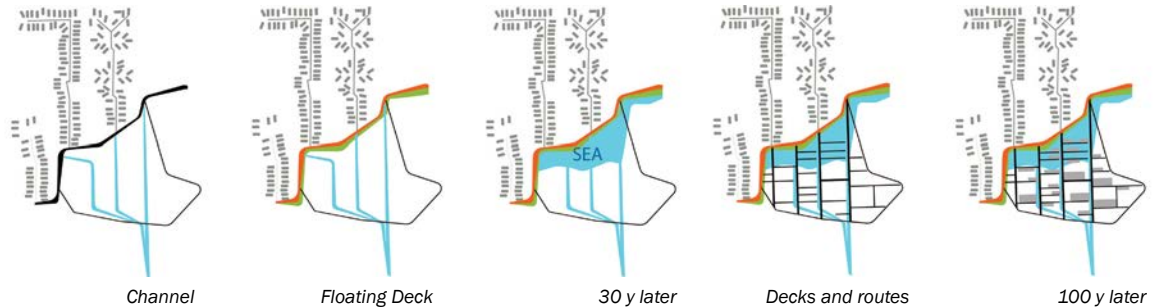 SEA
Channel
Floating Deck
30 y later
Decks and routes
100 y later